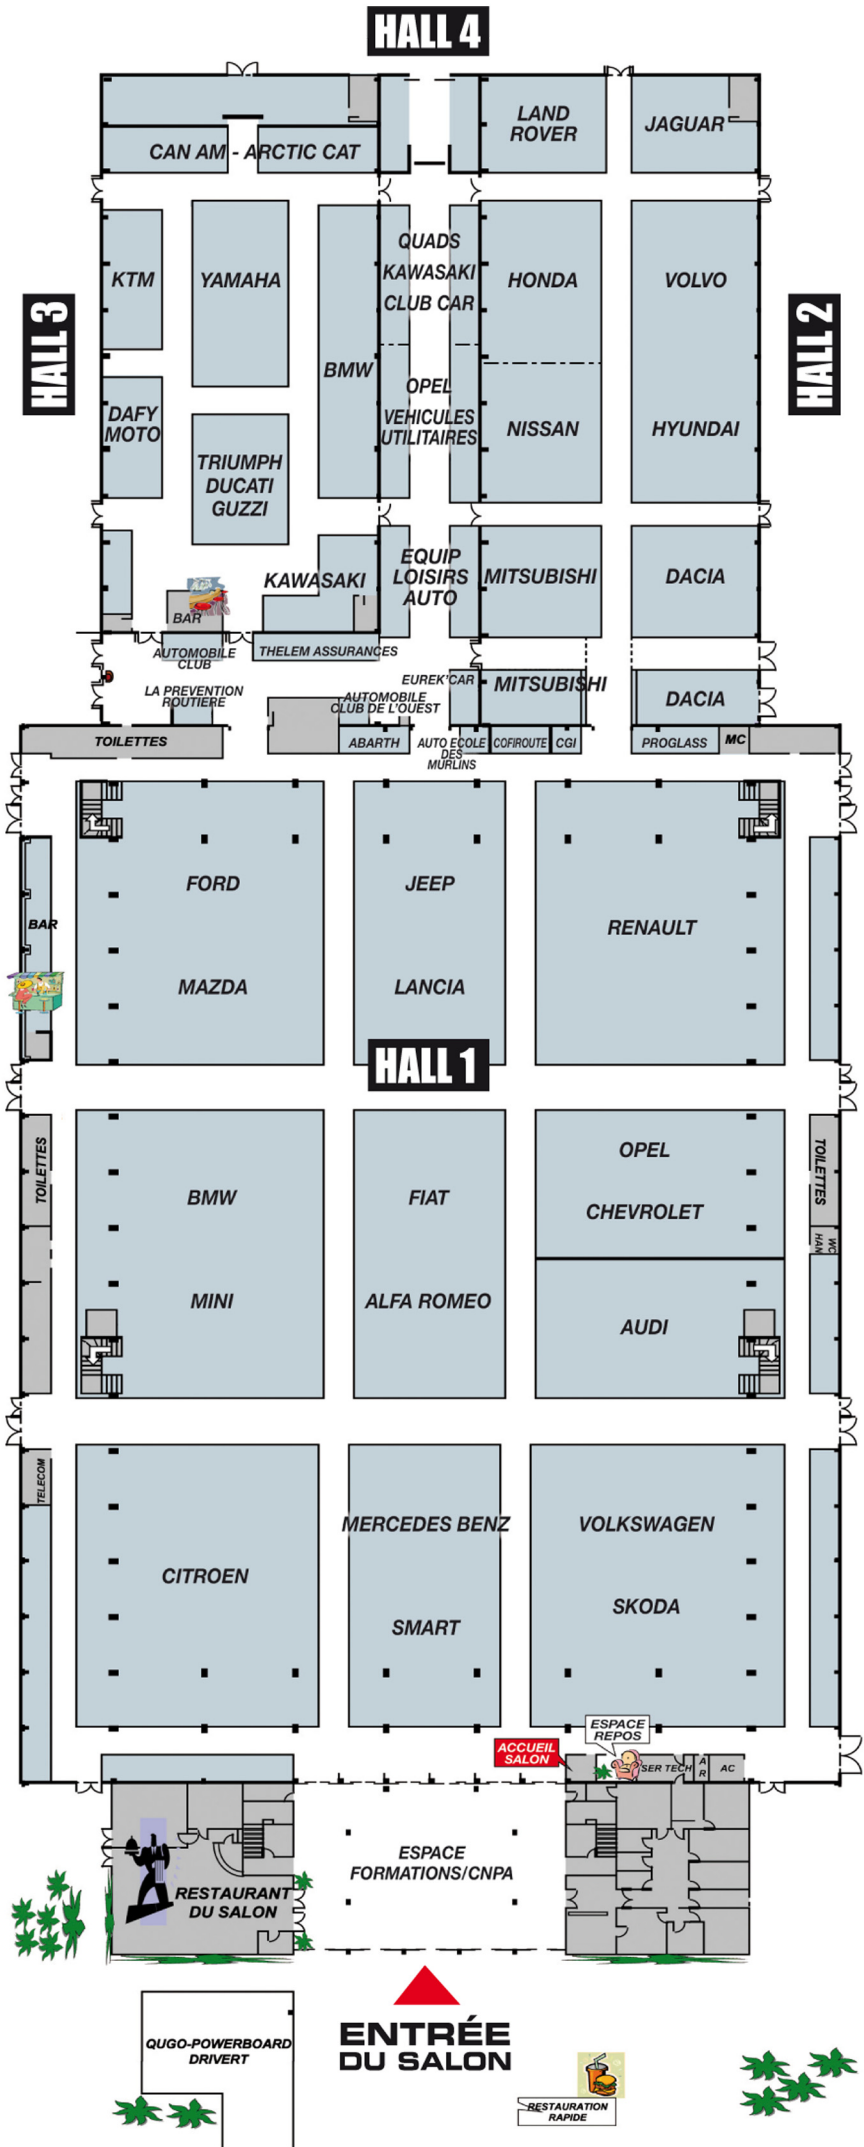 HALL 4
LAND
ROVER
JAGUAR
CAN AM - ARCTIC CAT
HALL 3
KTM
YAMAHA
BMW
QUADS
KAWASAKI
CLUB CAR
HONDA
VOLVO
HALL 2
DAFY
MOTO
TRIUMPH
DUCATI
GUZZI
OPEL
VEHICULES
UTILITAIRES
NISSAN
HYUNDAI
KAWASAKI
EQUIP
LOISIRS
AUTO
MITSUBISHI
DACIA
BAR
AUTOMOBILE
CLUB
THELEM ASSURANCES
LA PREVENTION
ROUTIERE
EUREK'CAR
AUTOMOBILE
CLUB DE L'OUEST
MITSUBISHI
DACIA
TOILETTES
ABARTH
AUTO ECOLE
DES
MURLINS
COFIROUTE
CGI
PROGLASS
MC
FORD
JEEP
RENAULT
BAR
MAZDA
LANCIA
HALL 1
TOILETTES
BMW
FIAT
OPEL
CHEVROLET
TOILETTES
WC
HAN
MINI
ALFA ROMEO
AUDI
TELECOM
CITROEN
MERCEDES BENZ
SMART
VOLKSWAGEN
SKODA
ESPACE
REPOS
ACCUEIL
SALON
SER TECH
A
R
AC
ESPACE
FORMATIONS/CNPA
RESTAURANT
DU SALON
ENTRÉE
DU SALON
QUGO-POWERBOARD
DRIVERT
RESTAURATION
RAPIDE